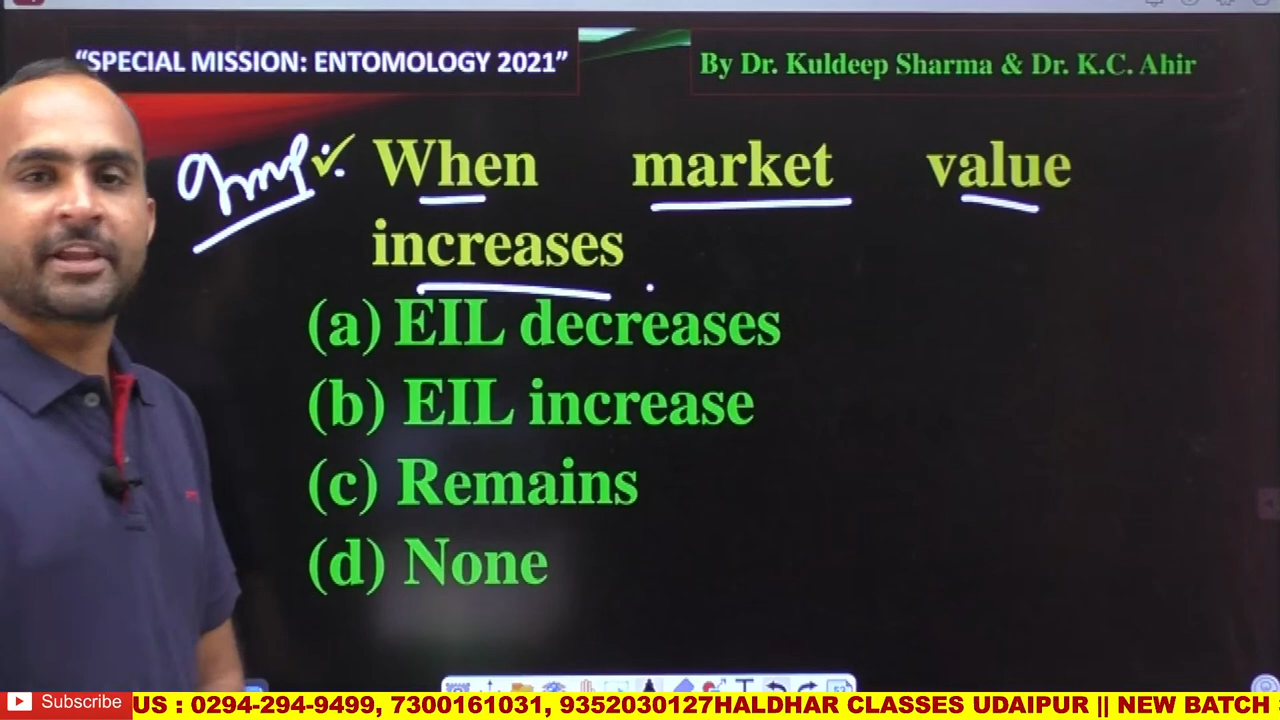 “SPECIAL MISSION: ENTOMOLOGY 2021”
By Dr. Kuldeep Sharma & Dr. K.C. Ahir
Imp:
When market value
increases
(a) EIL decreases
(b) EIL increase
(c) Remains
(d) None
Subscribe
US : 0294-294-9499, 7300161031, 9352030127HALDHAR CLASSES UDAIPUR || NEW BATCH